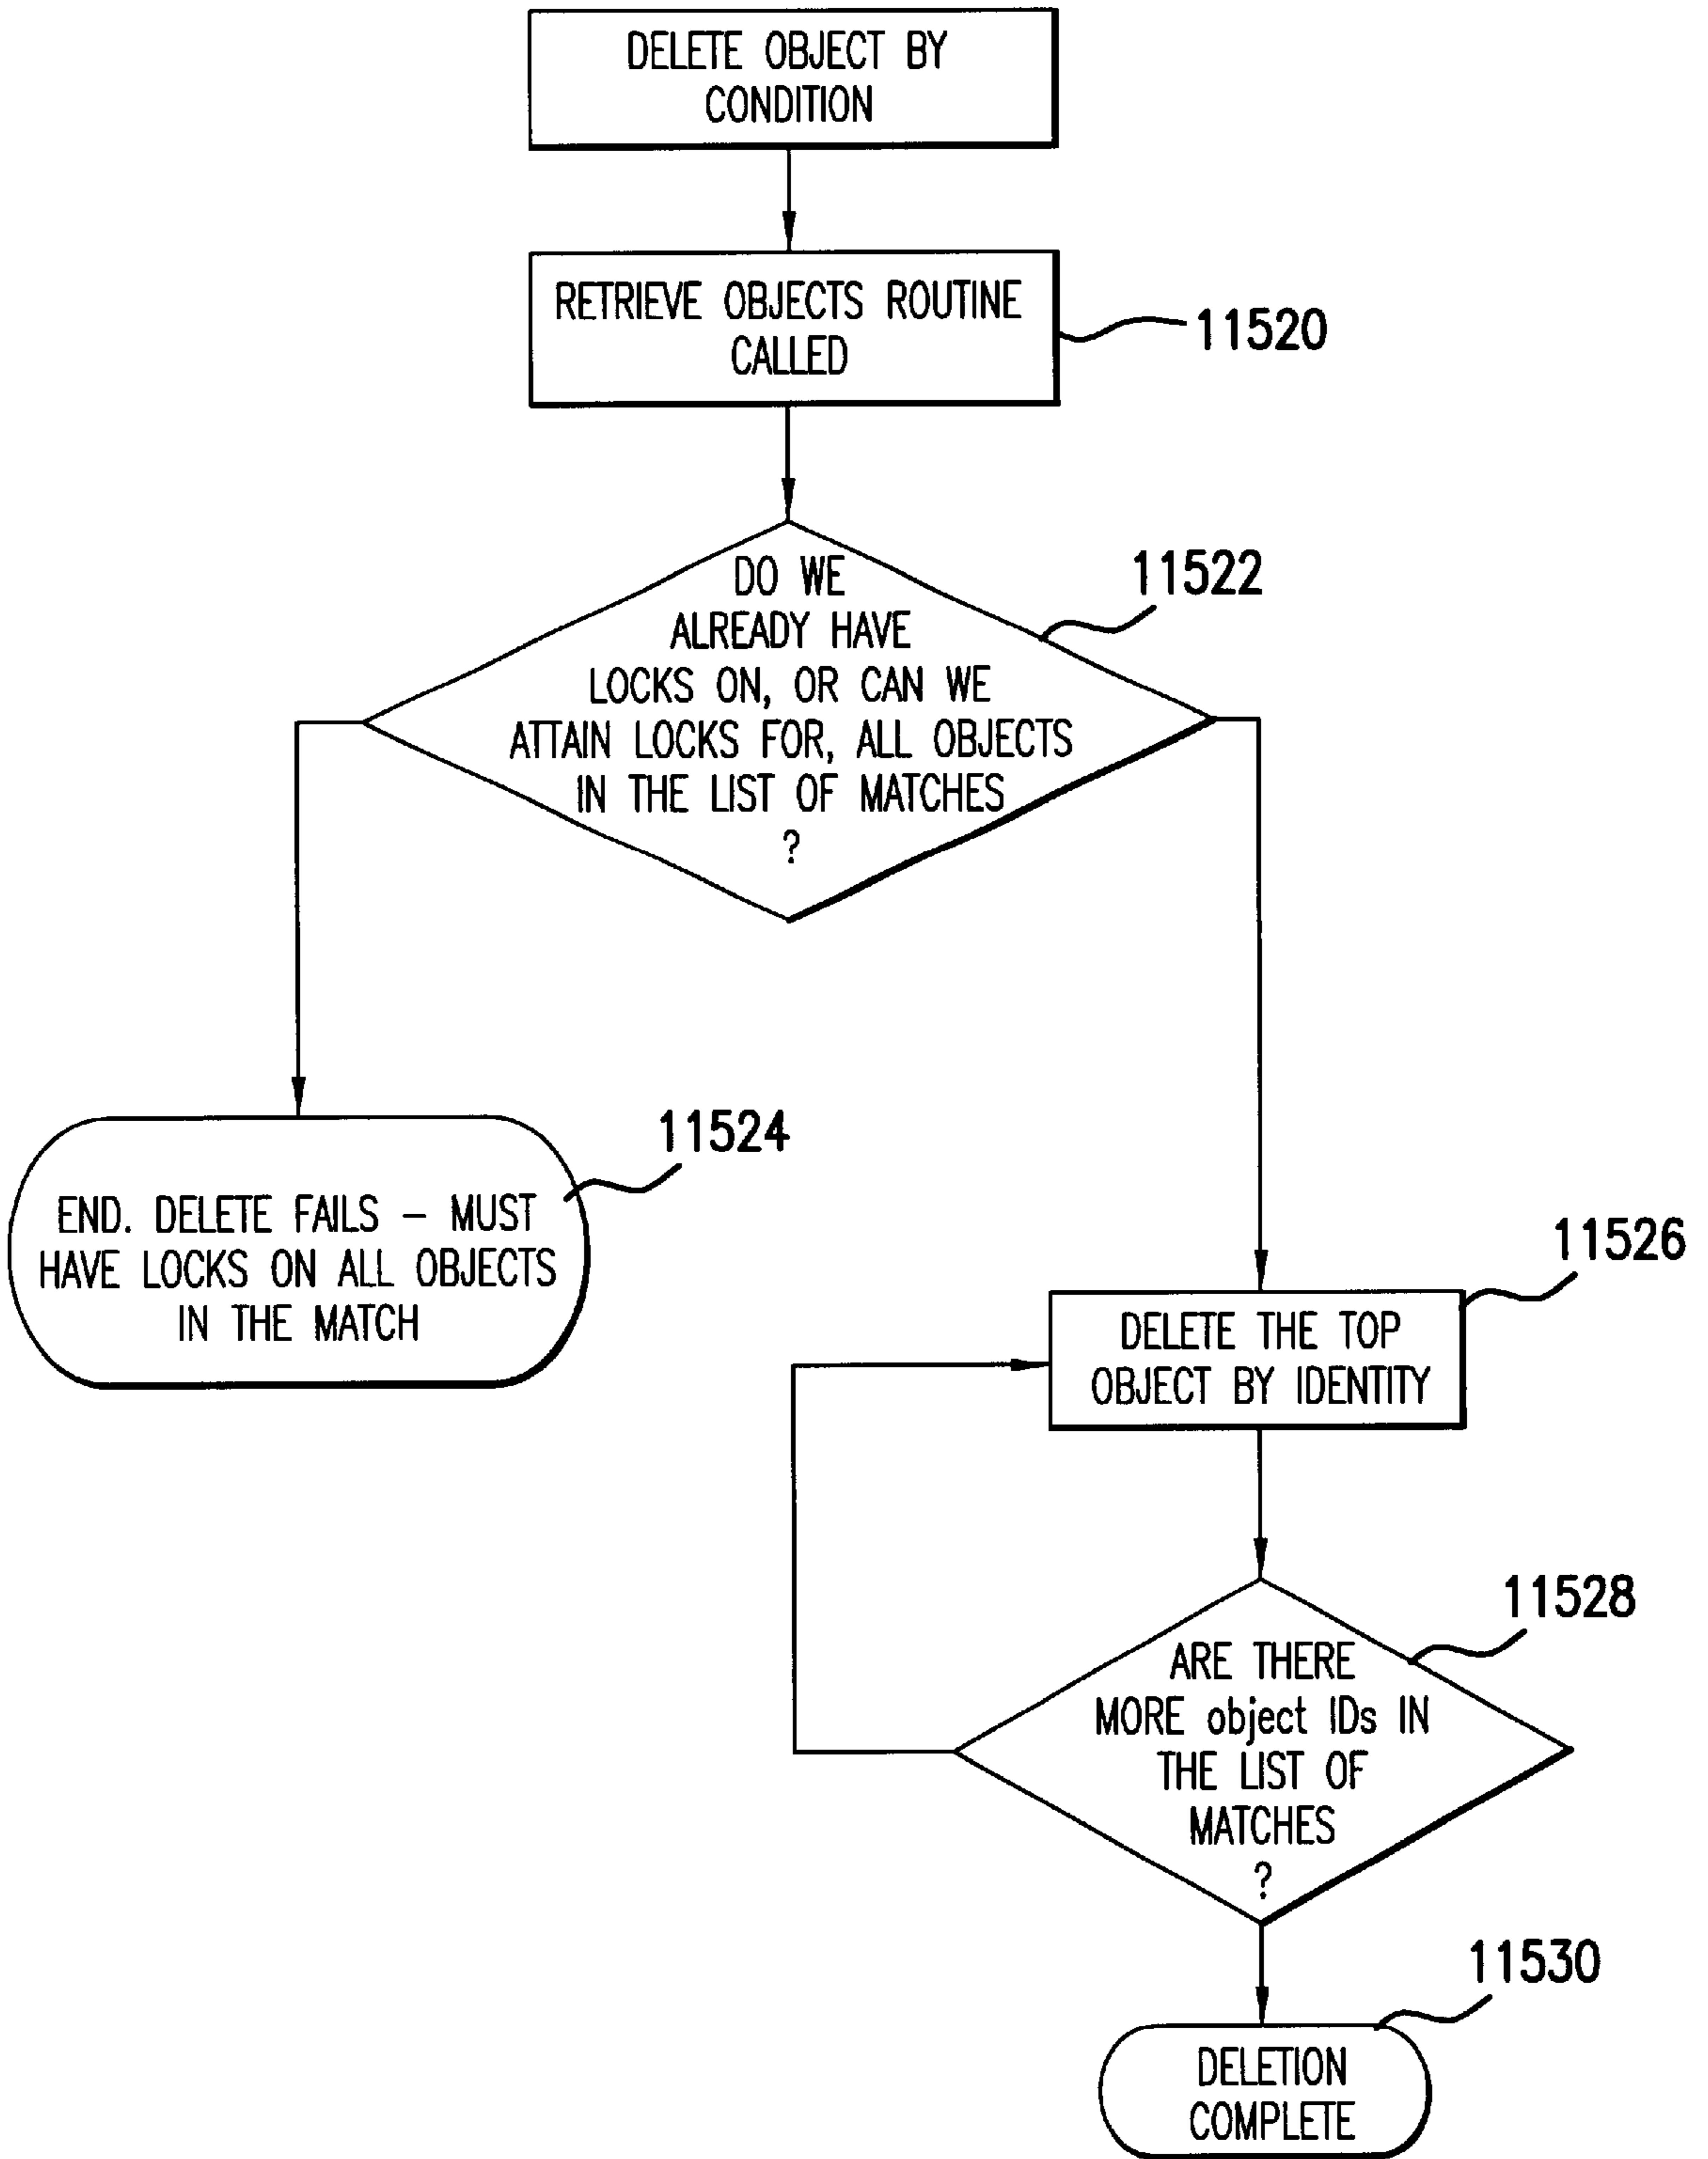 DELETE OBJECT BY
CONDITION
RETRIEVE OBJECTS ROUTINE
CALLED
11520
DO WE
ALREADY HAVE
LOCKS ON, OR CAN WE
ATTAIN LOCKS FOR, ALL OBJECTS
IN THE LIST OF MATCHES
?
11522
END. DELETE FAILS – MUST
HAVE LOCKS ON ALL OBJECTS
IN THE MATCH
11524
DELETE THE TOP
OBJECT BY IDENTITY
11526
ARE THERE
MORE object IDs IN
THE LIST OF
MATCHES
?
11528
DELETION
COMPLETE
11530